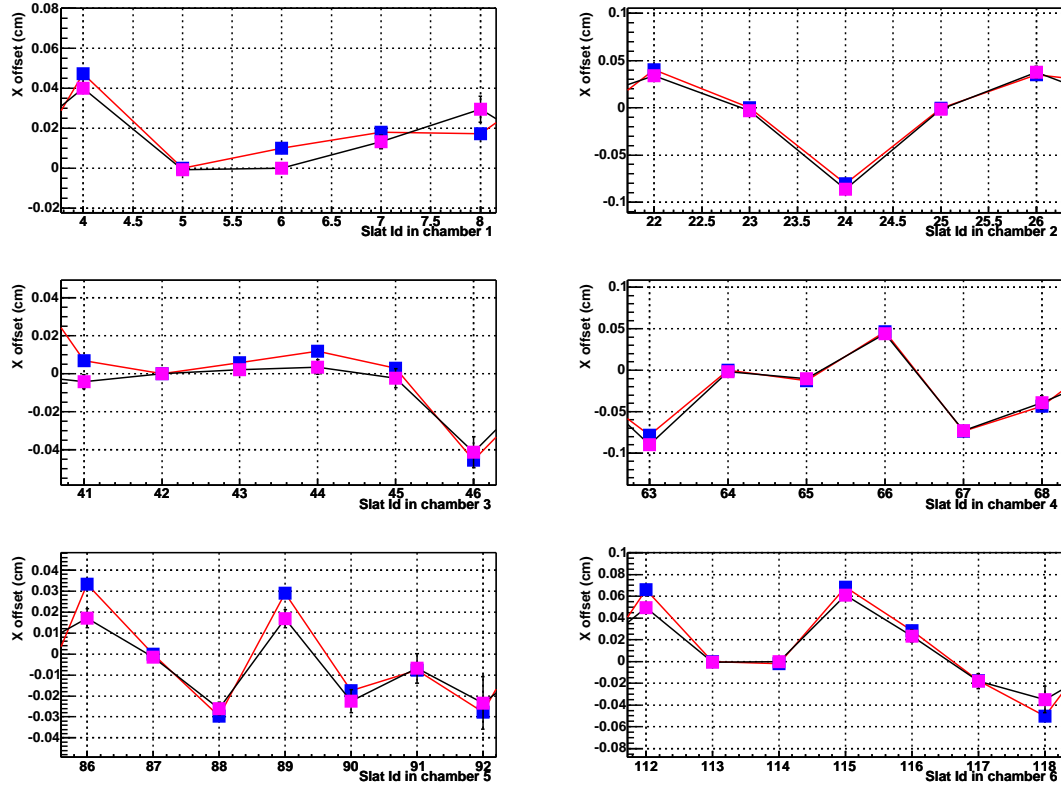 X offset (cm)
0.08
0.06
0.04
0.02
0
-0.02
4 4.5 5 5.5 6 6.5 7 7.5 8
Slat Id in chamber 1
X offset (cm)
0.1
0.05
0
-0.05
-0.1
22 22.5 23 23.5 24 24.5 25 25.5 26
Slat Id in chamber 2
X offset (cm)
0.04
0.02
0
-0.02
-0.04
41 42 43 44 45 46
Slat Id in chamber 3
X offset (cm)
0.1
0.05
0
-0.05
-0.1
63 64 65 66 67 68
Slat Id in chamber 4
X offset (cm)
0.04
0.03
0.02
0.01
0
-0.01
-0.02
-0.03
-0.04
86 87 88 89 90 91 92
Slat Id in chamber 5
X offset (cm)
0.1
0.08
0.06
0.04
0.02
0
-0.02
-0.04
-0.06
-0.08
112 113 114 115 116 117 118
Slat Id in chamber 6